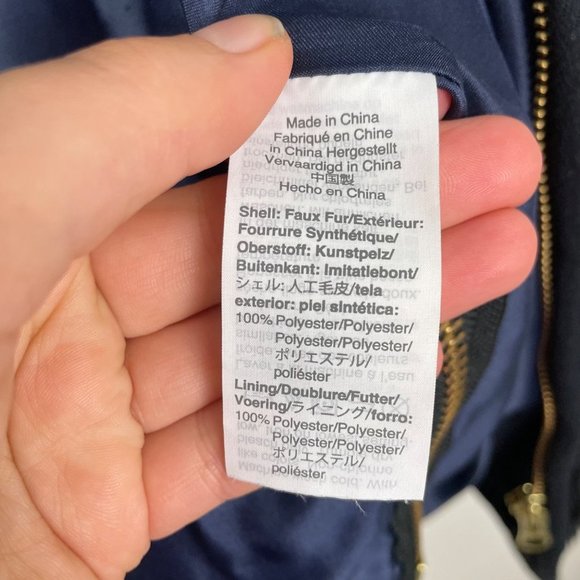 Made in China
Fabriqué en Chine
in China Hergestellt
Vervaardigd in China
中国製
Hecho en China
Shell: Faux Fur/Extérieur:
Fourrure Synthétique/
Oberstoff: Kunstpelz/
Buitenkant: Imitatlebont/
シェル: 人工毛皮/tela
exterior: piel sintética:
100% Polyester/Polyester/
Polyester/Polyester/
ポリエステル/
poliéster
Lining/Doublure/Futter/
Voering/ライニング/forro:
100% Polyester/Polyester/
Polyester/Polyester/
ポリエステル/
poliéster